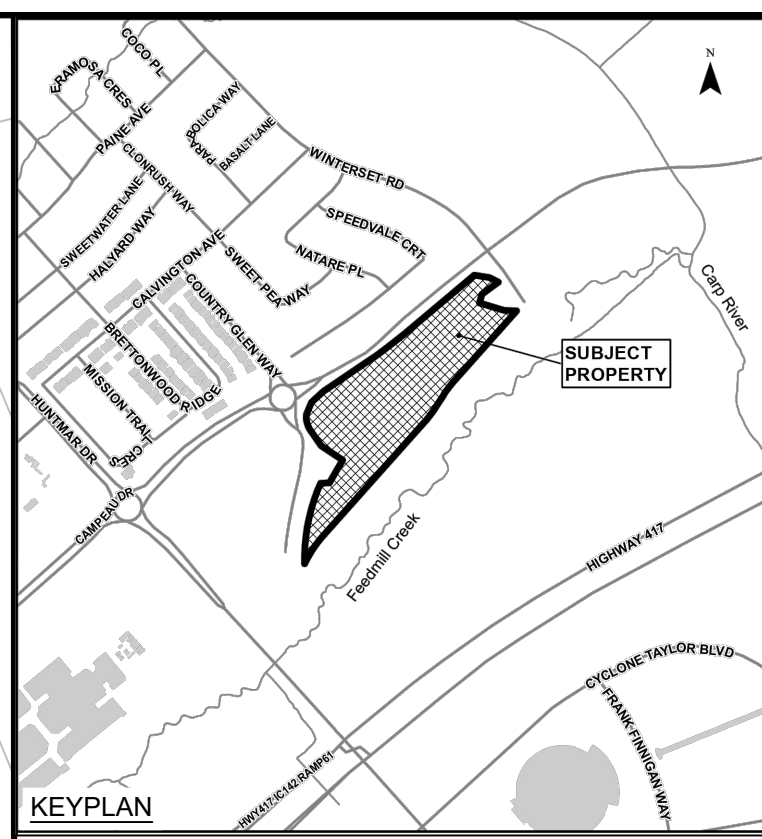 COCO PL
N
ERAMOSA CRES
PAINE AVE
BOLICA WAY
PARA
BASALT LANE
CLONRUSH WAY
WINTERSET RD
SWEETWATER LANE
HALYARD WAY
SPEEDVALE CRT
CALVINGTON AVE
SWEET PEA WAY
NATARE PL
COUNTRY GLEN WAY
Carp River
BRETTONWOOD RIDGE
SUBJECT
PROPERTY
MISSION TRAIL CRES
HUNTMAR DR
CAMPEAU DR
Feedmill Creek
HIGHWAY 417
CYCLONE TAYLOR BLVD
FRANK FINNIGAN WAY
HWY417 IC142 RAMP61
KEYPLAN